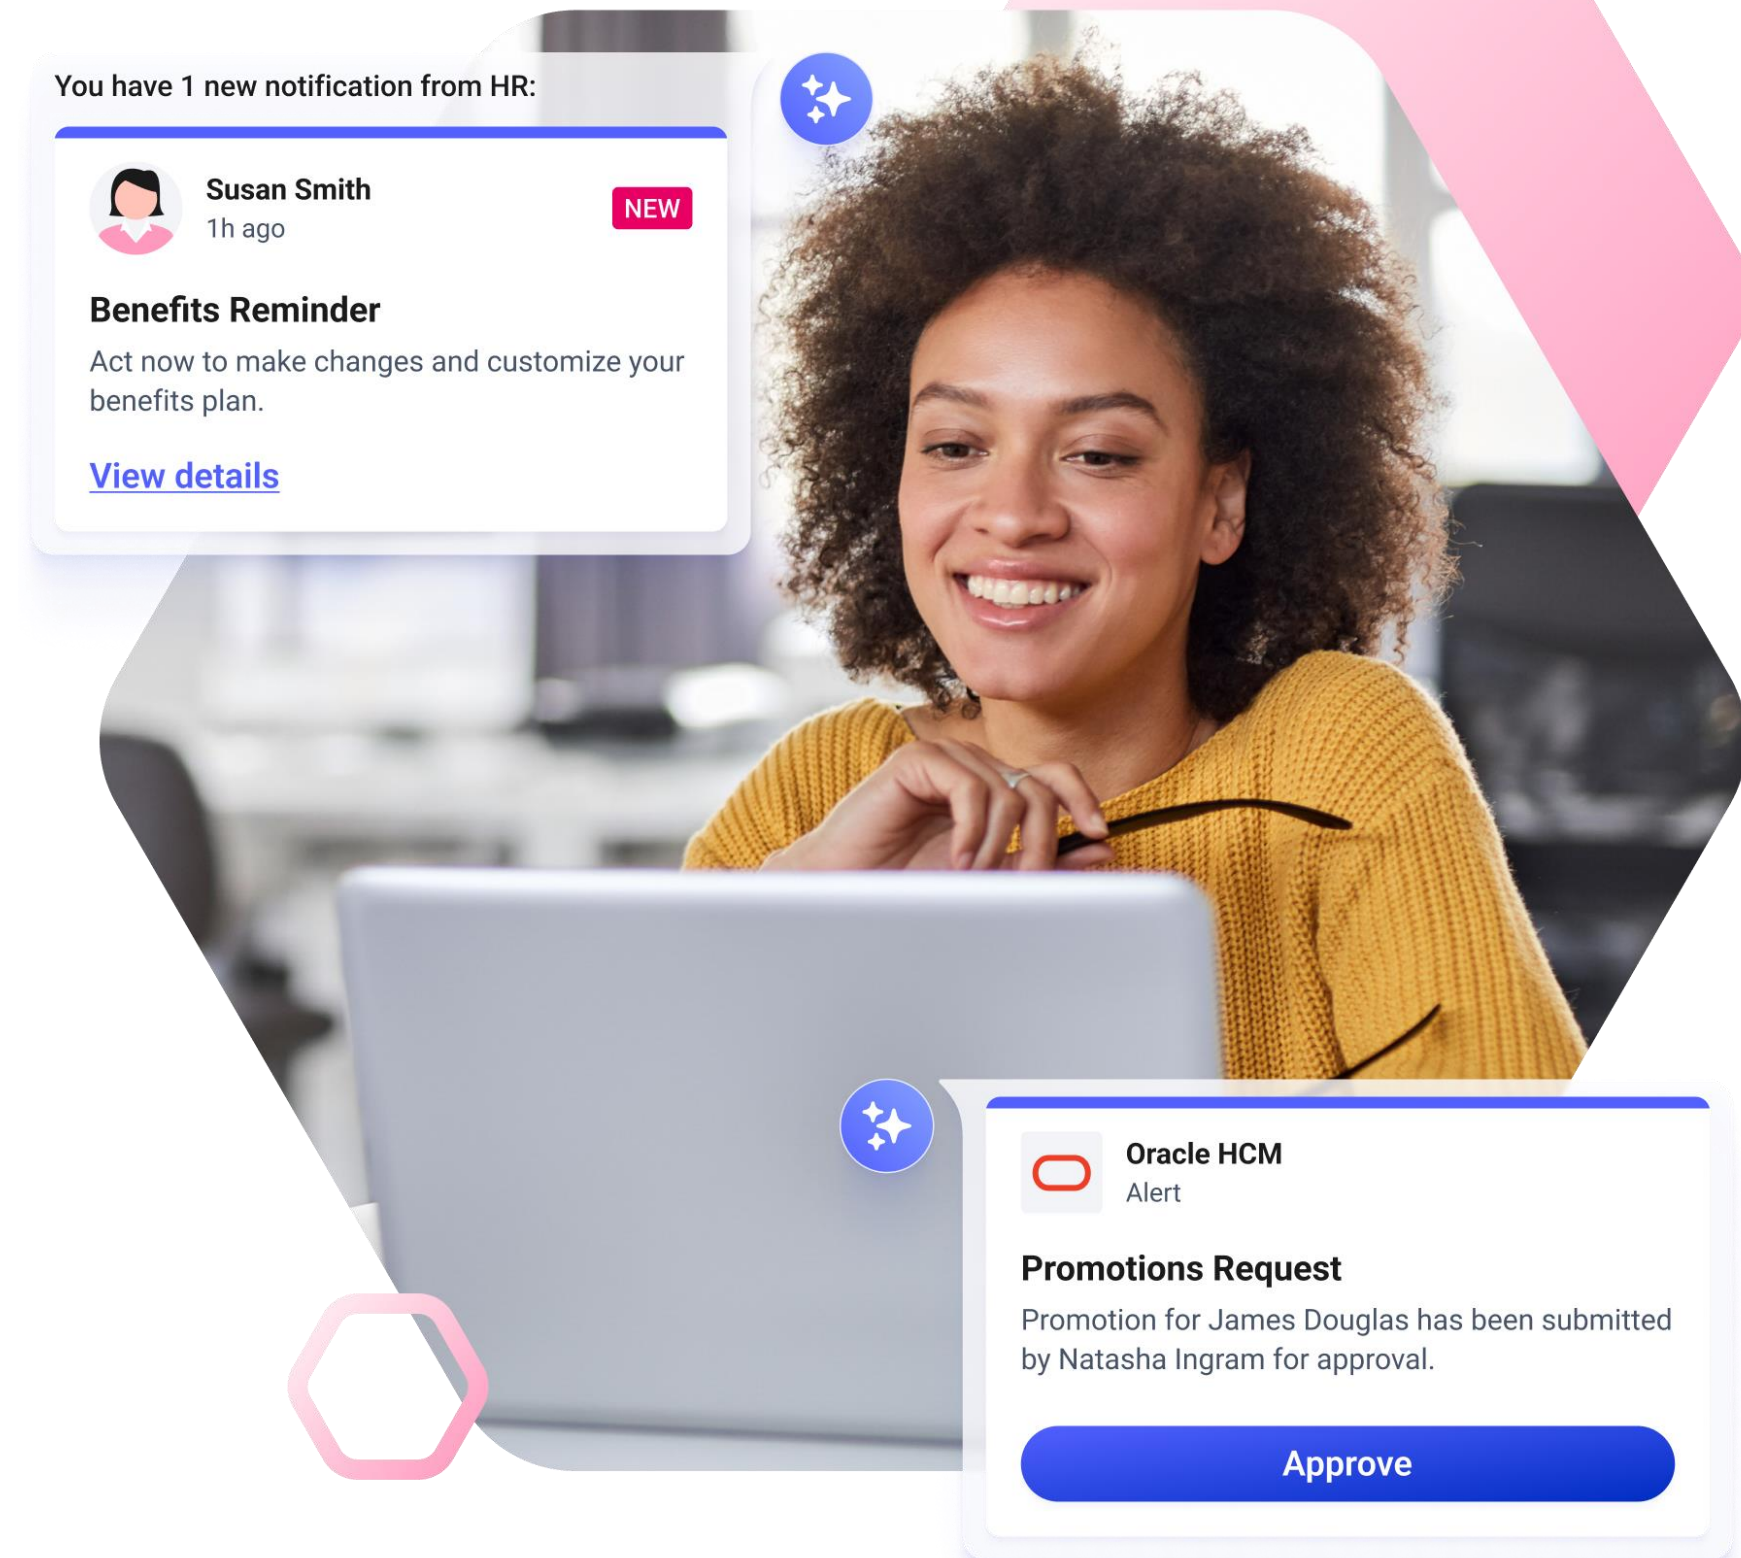 You have 1 new notification from HR:
Susan Smith
1h ago
NEW
Benefits Reminder
Act now to make changes and customize your
benefits plan.
View details
Oracle HCM
Alert
Promotions Request
Promotion for James Douglas has been submitted
by Natasha Ingram for approval.
Approve